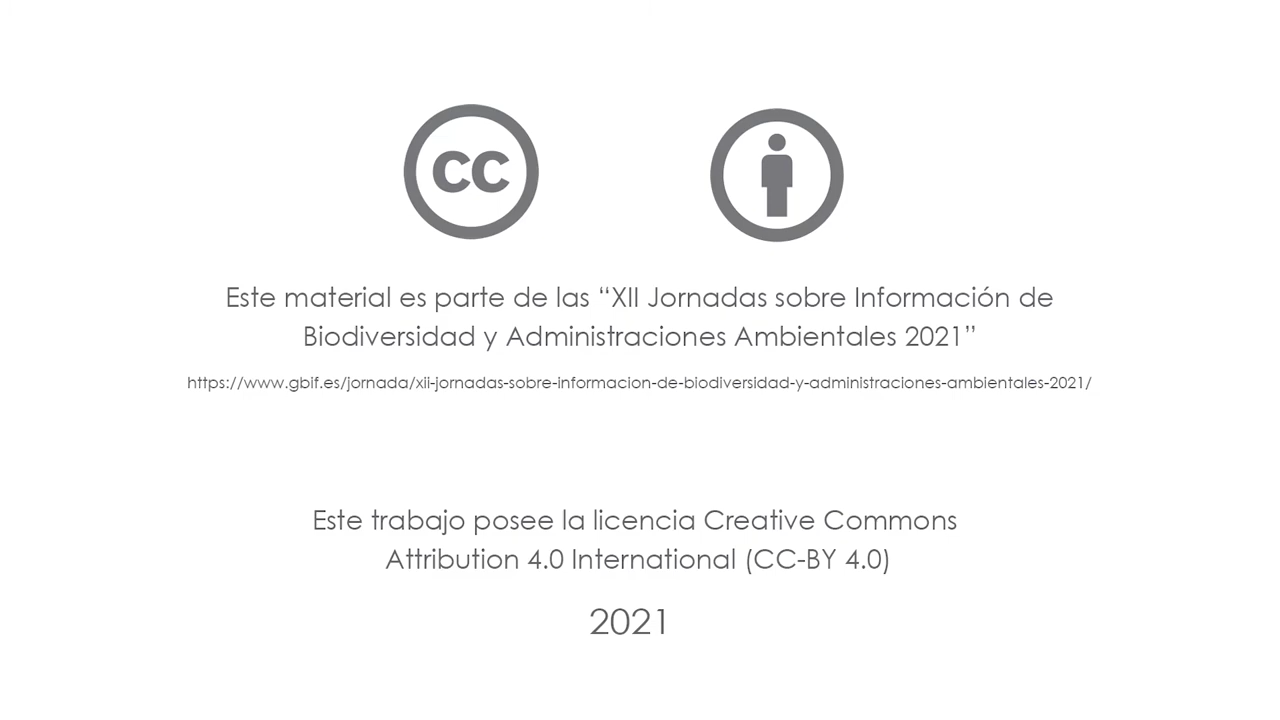 CC
Este material es parte de las “XII Jornadas sobre Información de
Biodiversidad y Administraciones Ambientales 2021”
https://www.gbif.es/jornada/xii-jornadas-sobre-informacion-de-biodiversidad-y-administraciones-ambientales-2021/
Este trabajo posee la licencia Creative Commons
Attribution 4.0 International (CC-BY 4.0)
2021